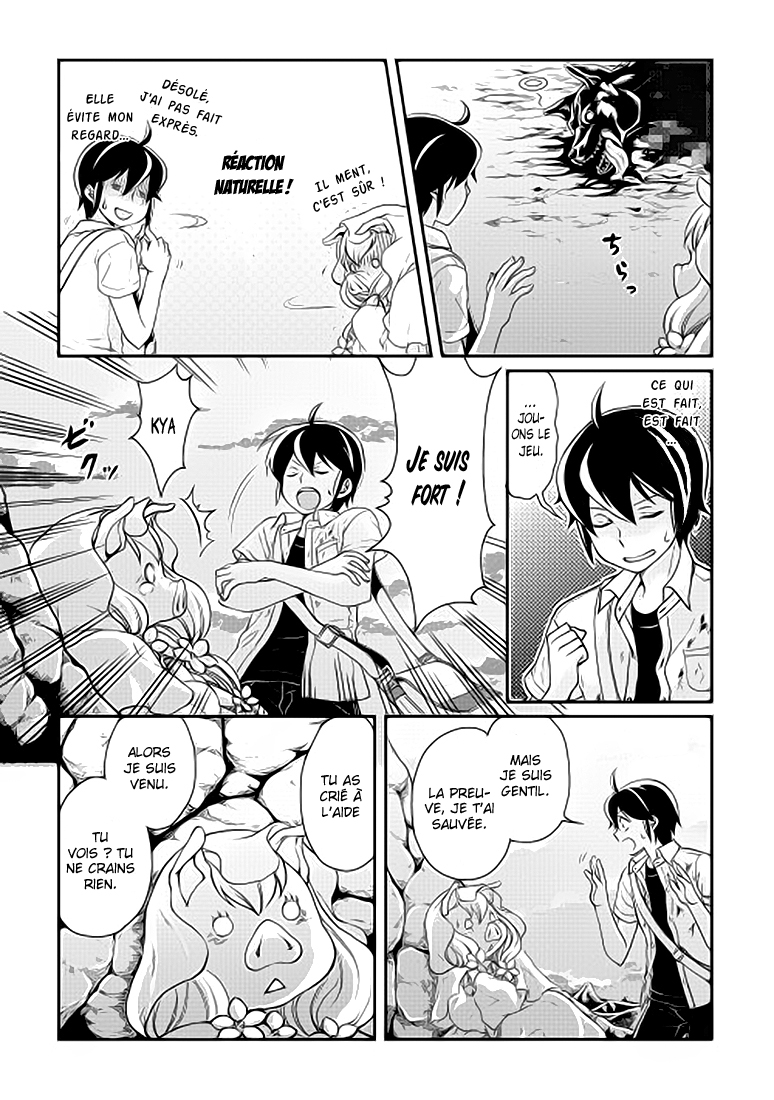 ちらっ
DÉSOLÉ,
J'AI PAS FAIT
EXPRÈS.
ELLE
ÉVITE MON
REGARD...
RÉACTION
NATURELLE !
IL MENT,
C'EST SÛR !
CE QUI
EST FAIT,
EST FAIT
...
...
JOU-
ONS LE
JEU.
JE SUIS
FORT !
KYA
ビクッ
MAIS
JE SUIS
GENTIL.
LA PREU-
VE, JE T'AI
SAUVÉE.
TU AS
CRIÉ À
L'AIDE
ALORS
JE SUIS
VENU.
TU
VOIS ? TU
NE CRAINS
RIEN.